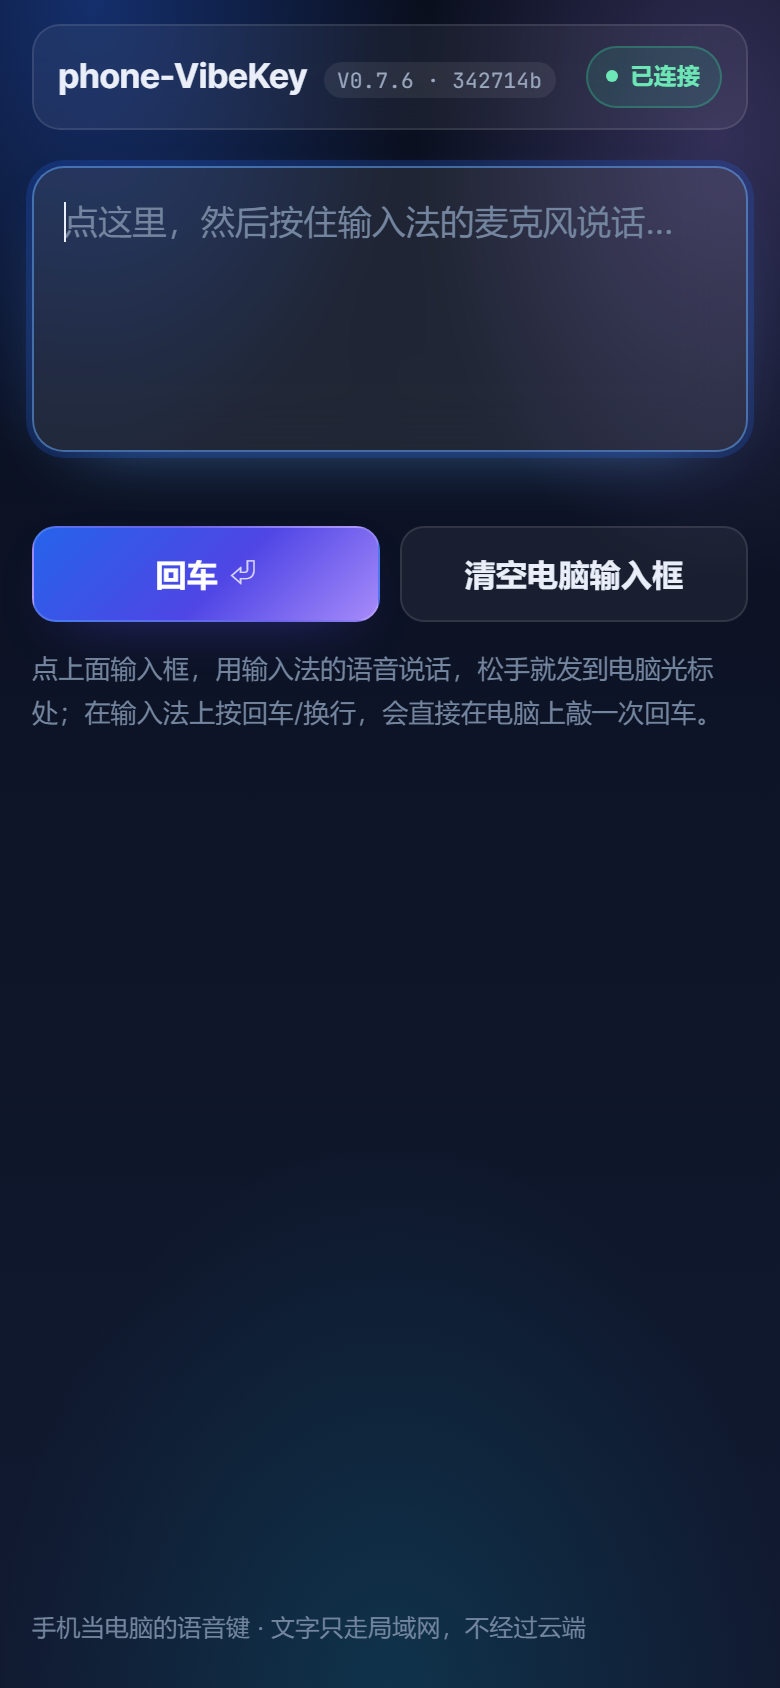 phone-VibeKey V0.7.6 · 342714b 已连接
点这里，然后按住输入法的麦克风说话...
回车 清空电脑输入框
点上面输入框，用输入法的语音说话，松手就发到电脑光标
处；在输入法上按回车/换行，会直接在电脑上敲一次回车。
手机当电脑的语音键 · 文字只走局域网，不经过云端